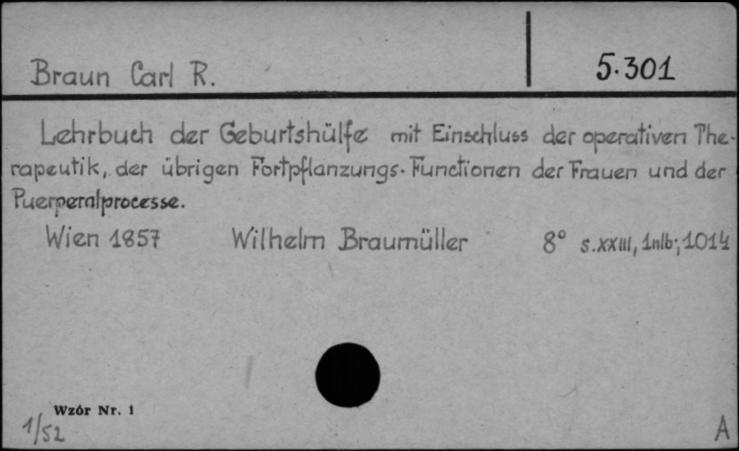 Braun Carl R.
5.301
Lehrbuch der Geburtshülfe mit Einschluss der operativen The-
rapeutik, der übrigen Fortpflanzungs-Functionen der Frauen und der
Puerperalprocesse.
Wien 1857 Wilhelm Braumüller 8° s.XXIII, 1nlb; 1014
Wzór Nr. 1
1/52
A